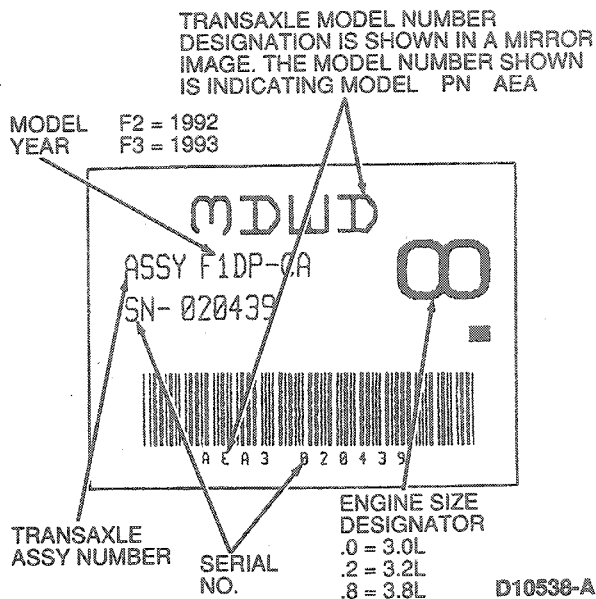 TRANSAXLE MODEL NUMBER
DESIGNATION IS SHOWN IN A MIRROR
IMAGE. THE MODEL NUMBER SHOWN
IS INDICATING MODEL PN AEA
MODEL YEAR
F2 = 1992
F3 = 1993
ASSY F1DP-CA
SN- 020439
8
.
AEA3 020439
TRANSAXLE
ASSY NUMBER
SERIAL
NO.
ENGINE SIZE
DESIGNATOR
.0 = 3.0L
.2 = 3.2L
.8 = 3.8L
D10538-A